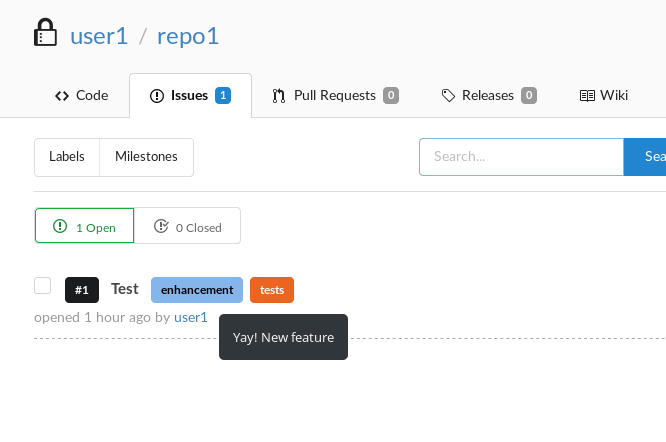 user1 / repo1
Code Issues 1 Pull Requests 0 Releases 0 Wiki
Labels Milestones Search... Sea
1 Open 0 Closed
#1 Test enhancement tests
opened 1 hour ago by user1
Yay! New feature